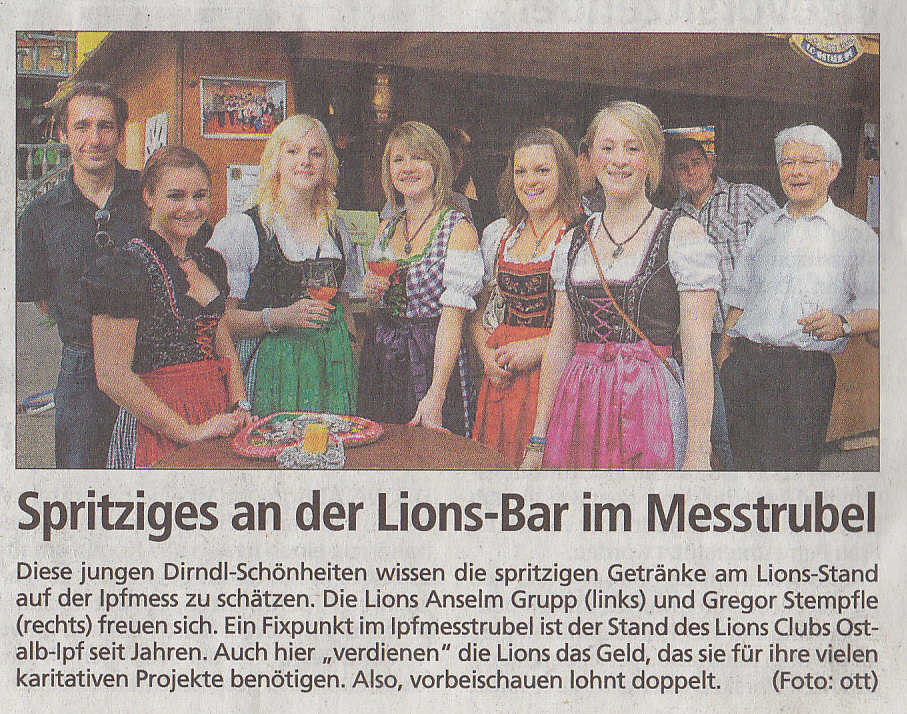 Spritziges an der Lions-Bar im Messtrubel
Diese jungen Dirndl-Schönheiten wissen die spritzigen Getränke am Lions-Stand
auf der Ipfmess zu schätzen. Die Lions Anselm Grupp (links) und Gregor Stempfle
(rechts) freuen sich. Ein Fixpunkt im Ipfmesstrubel ist der Stand des Lions Clubs Ost-
alb-Ipf seit Jahren. Auch hier „verdienen“ die Lions das Geld, das sie für ihre vielen
karitativen Projekte benötigen. Also, vorbeischauen lohnt doppelt. (Foto: ott)